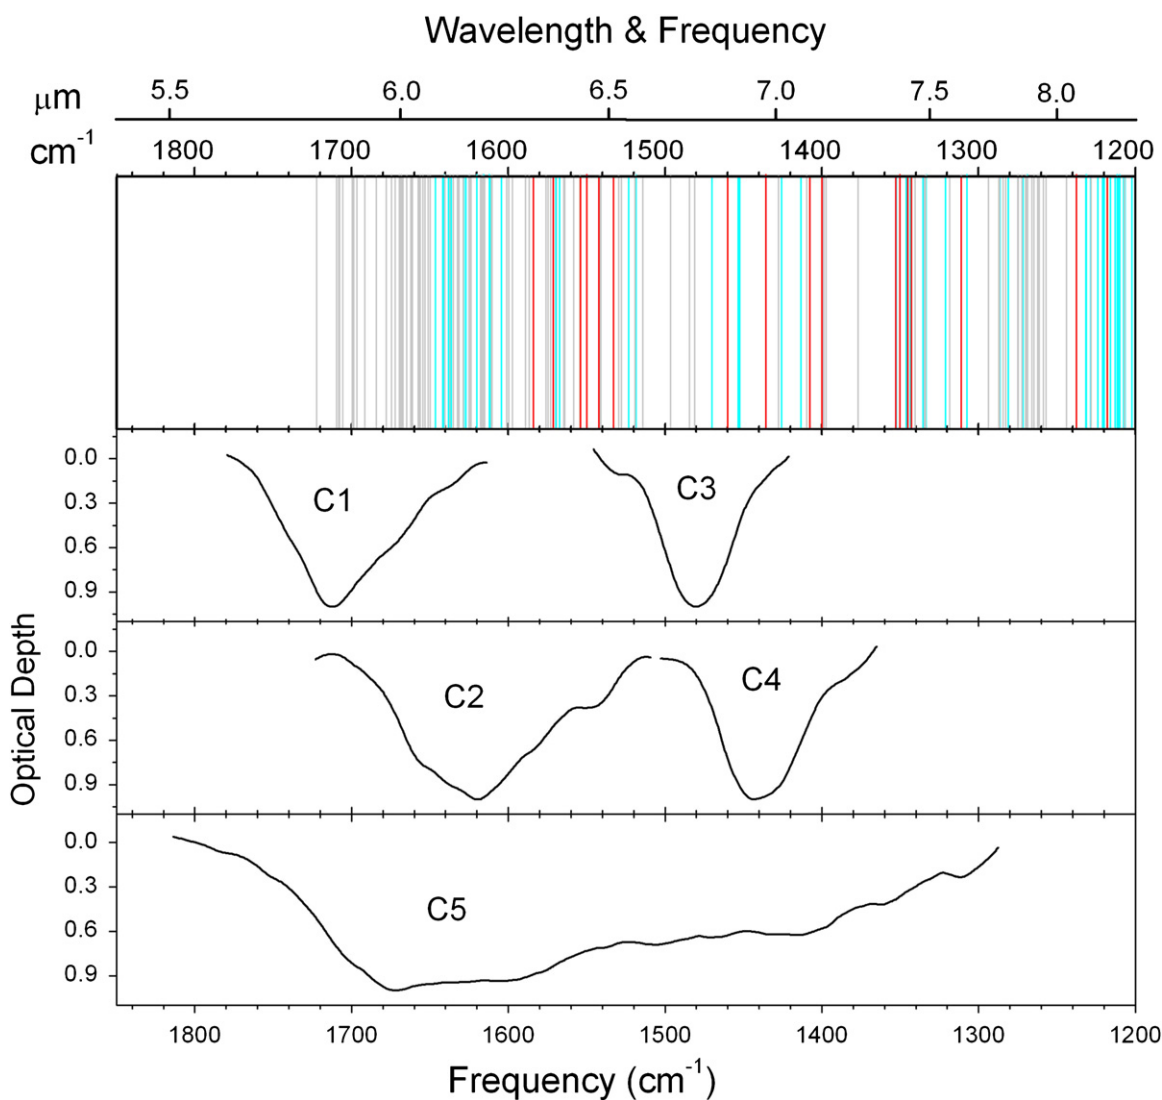 Wavelength & Frequency
μm 5.5 6.0 6.5 7.0 7.5 8.0
cm-1 1800 1700 1600 1500 1400 1300 1200
0.0
0.3
0.6
0.9
C1
C3
0.0
0.3
0.6
0.9
C2
C4
Optical Depth
0.0
0.3
0.6
0.9
C5
1800 1700 1600 1500 1400 1300 1200
Frequency (cm-1)